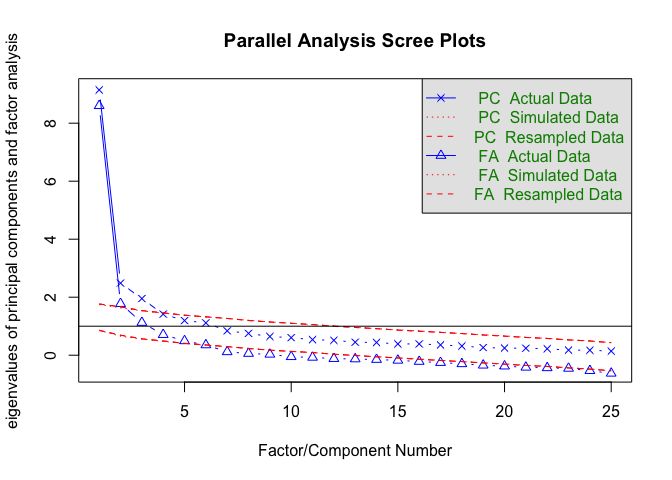 Parallel Analysis Scree Plots
eigenvalues of principal components and factor analysis
8
6
4
2
0
PC Actual Data
PC Simulated Data
PC Resampled Data
FA Actual Data
FA Simulated Data
FA Resampled Data
5 10 15 20 25
Factor/Component Number